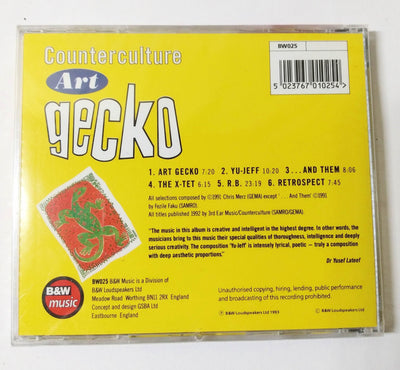 Counterculture
Art
gecko
BW025
5 023767 010254 >
1. ART GECKO 7:20 2. YU-JEFF 10:20 3...AND THEM 8:06
4. THE X-TET 6:15 5. R.B. 23:19 6. RETROSPECT 7:45
All selections composed by ©1991 Chris Merz (GEMA) except '... And Them' ©1991
by Fezile Faku (SAMRO).
All titles published 1992 by 3rd Ear Music/Counterculture (SAMRO/GEMA)
"The music in this album is creative and intelligent in the highest degree. In other words, the
musicians bring to this music their special qualities of thoroughness, intelligence and deeply
serious creativity. The composition 'Yu-Jeff' is intensely lyrical, poetic – truly a composition
with deep aesthetic proportions."
Dr Yusef Lateef
B&W
music
BW025 B&W Music is a Division of
B&W Loudspeakers Ltd
Meadow Road Worthing BN11 2RX England
Concept and design GSBA Ltd
Eastbourne England
Unauthorised copying, hiring, lending, public performance
and broadcasting of this recording prohibited.
℗ B&W Loudspeakers Ltd 1993 © B&W Loudspeakers Ltd